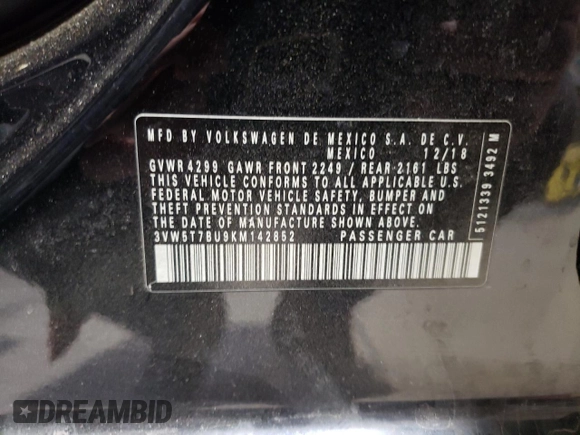 MFD BY VOLKSWAGEN DE MEXICO S.A. DE C.V.
MEXICO 12/18
GVWR 4299 GAWR FRONT 2249 / REAR 2161 LBS
THIS VEHICLE CONFORMS TO ALL APPLICABLE U.S.
FEDERAL MOTOR VEHICLE SAFETY, BUMPER AND
THEFT PREVENTION STANDARDS IN EFFECT ON
THE DATE OF MANUFACTURE SHOWN ABOVE.
3VW5T7BU9KM142852 PASSENGER CAR
5121339 3492 M
DREAMBID